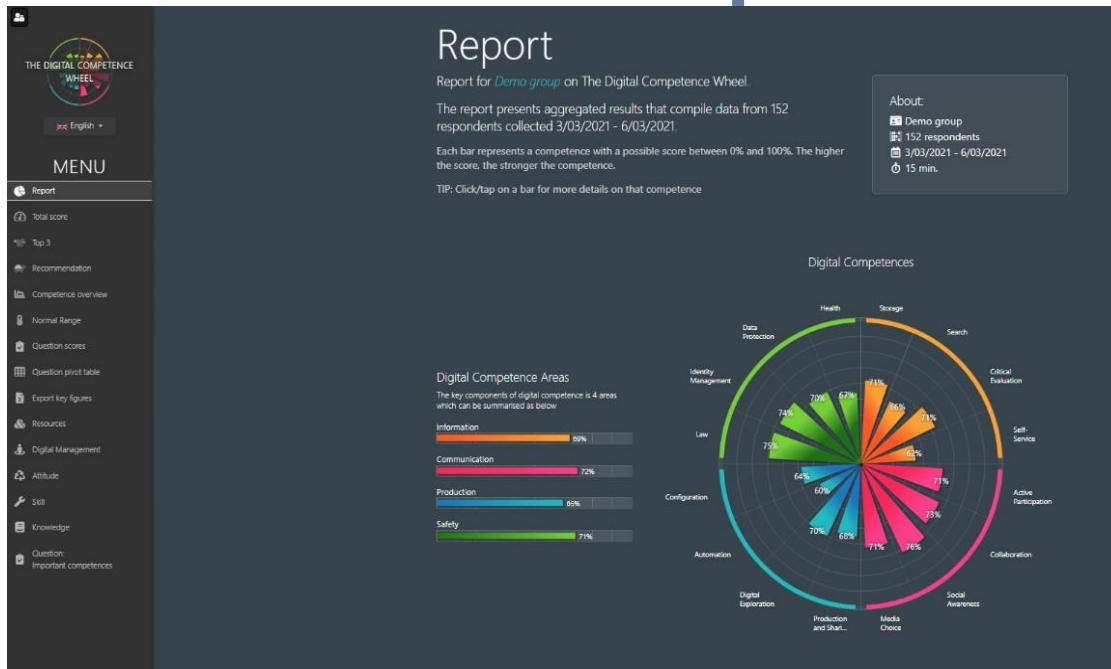 THE DIGITAL COMPETENCE
WHEEL
English
MENU
Report
Total score
Top 3
Recommendation
Competence overview
Normal Range
Question scores
Question pivot table
Export key figures
Resources
Digital Management
Attitude
Skill
Knowledge
Question:
Important competences
Report
Report for Demo group on The Digital Competence Wheel.
The report presents aggregated results that compile data from 152
respondents collected 3/03/2021 - 6/03/2021.
Each bar represents a competence with a possible score between 0% and 100%. The higher
the score, the stronger the competence.
TIP: Click/tap on a bar for more details on that competence
About:
Demo group
152 respondents
3/03/2021 - 6/03/2021
15 min.
Digital Competence Areas
The key components of digital competence is 4 areas
which can be summarised as below
Information
69%
Communication
72%
Production
65%
Safety
71%
Digital Competences
Health
Storage
Search
Critical
Evaluation
Self-
Service
Active
Participation
Collaboration
Social
Awareness
Media
Choice
Production
and Shari...
Digital
Exploration
Automation
Configuration
Law
Identity
Management
Data
Protection
71%
66%
71%
62%
71%
73%
76%
71%
68%
70%
60%
64%
75%
74%
70%
67%